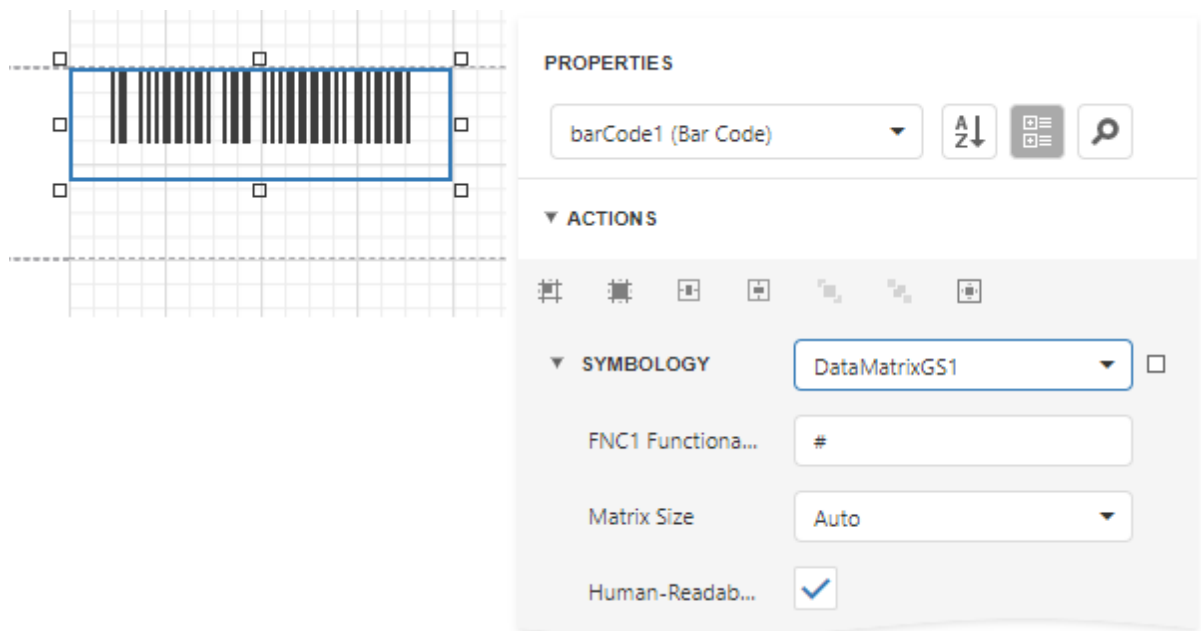 PROPERTIES
barCode1 (Bar Code)
A
Z
ACTIONS
SYMBOLOGY
DataMatrixGS1
FNC1 Functiona...
#
Matrix Size
Auto
Human-Readab...